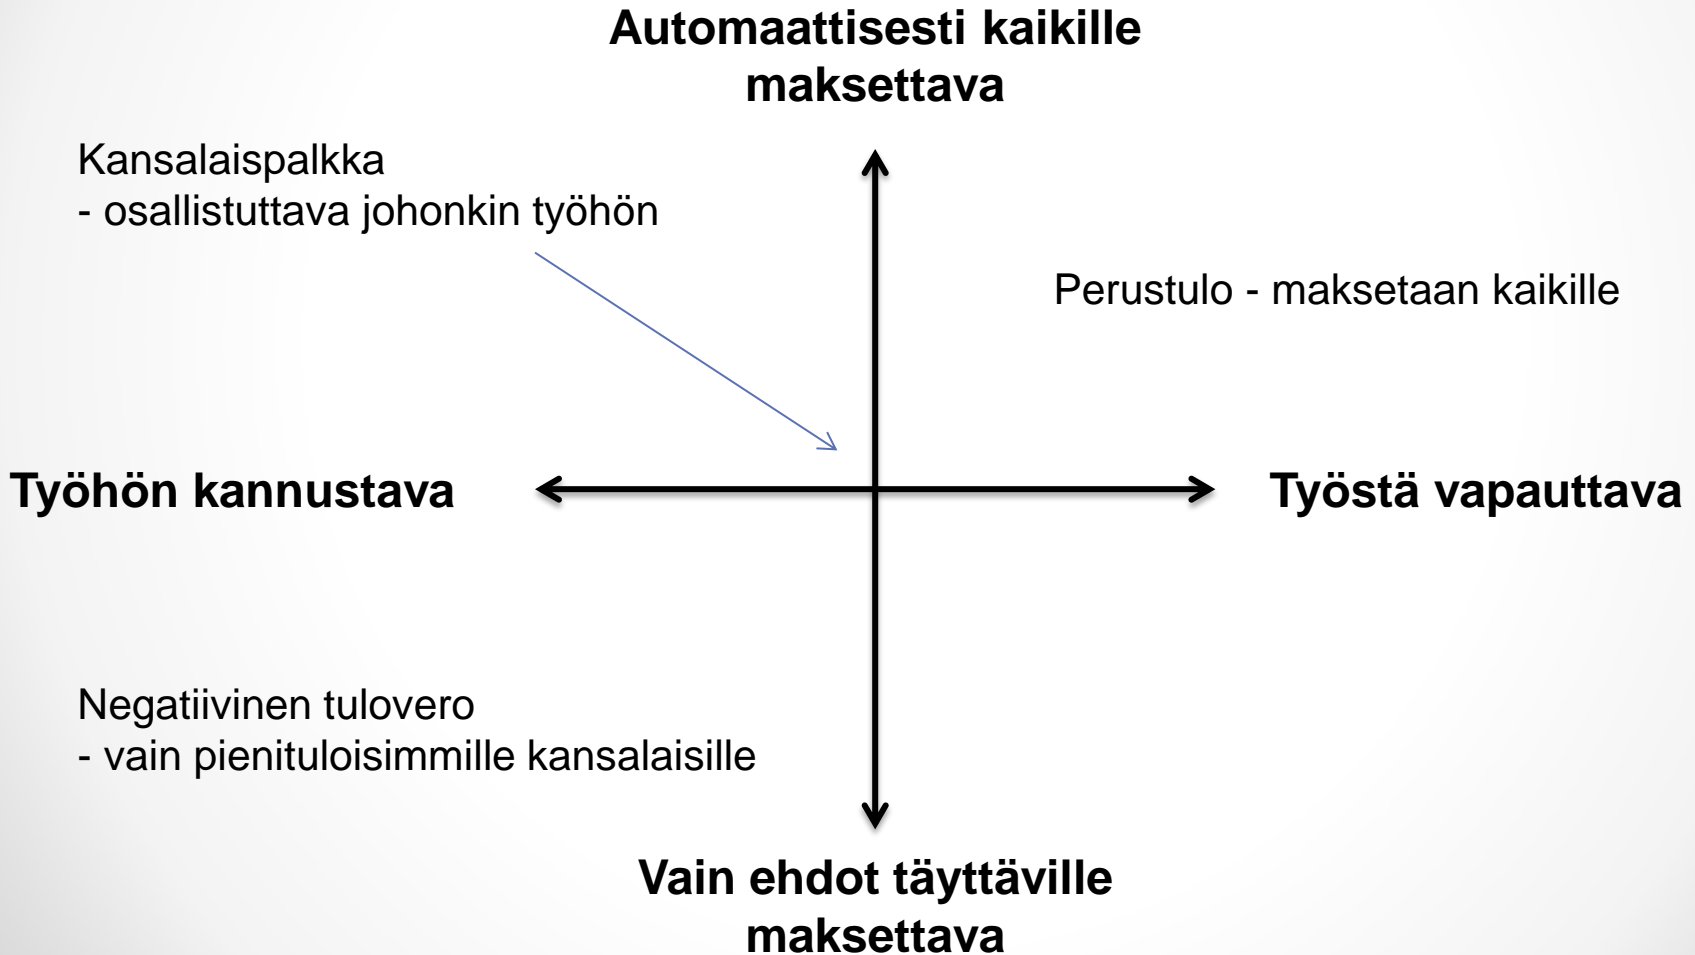 Automaattisesti kaikille
maksettava
Kansalaispalkka
- osallistuttava johonkin työhön
Perustulo - maksetaan kaikille
Työhön kannustava
Työstä vapauttava
Negatiivinen tulovero
- vain pienituloisimmille kansalaisille
Vain ehdot täyttäville
maksettava